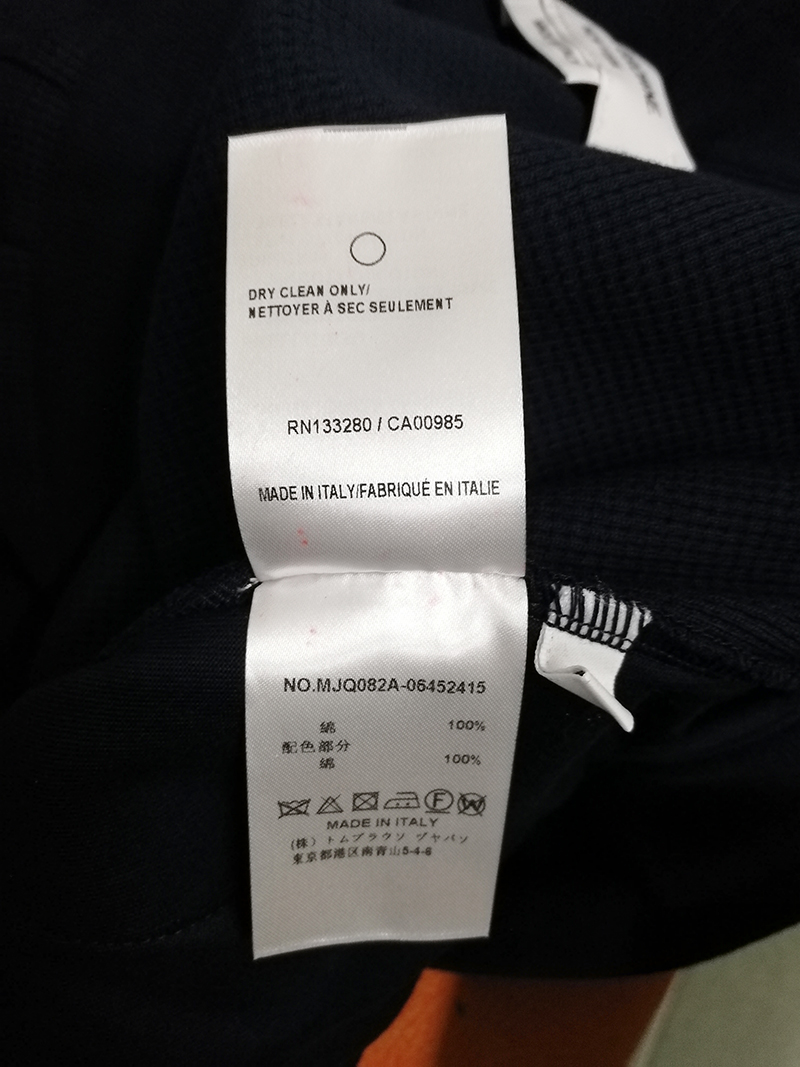 DRY CLEAN ONLY/
NETTOYER À SEC SEULEMENT
RN133280 / CA00985
MADE IN ITALY/FABRIQUÉ EN ITALIE
NO.MJQ082A-06452415
綿 100%
配色部分
綿 100%
F W
MADE IN ITALY
(株) トムブラウン ジャパン
東京都港区南青山5-4-6